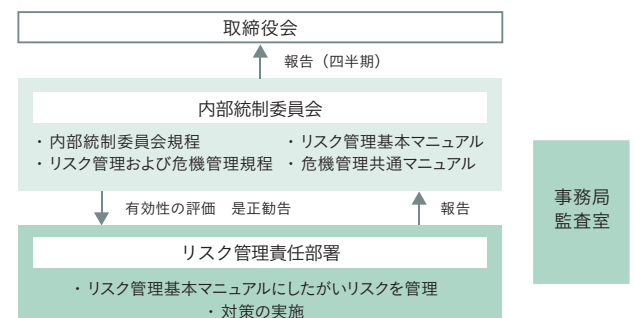 取締役会
報告（四半期）
内部統制委員会
・内部統制委員会規程
・リスク管理基本マニュアル
・リスク管理および危機管理規程
・危機管理共通マニュアル
有効性の評価　是正勧告
報告
リスク管理責任部署
・リスク管理基本マニュアルにしたがいリスクを管理
・対策の実施
事務局
監査室